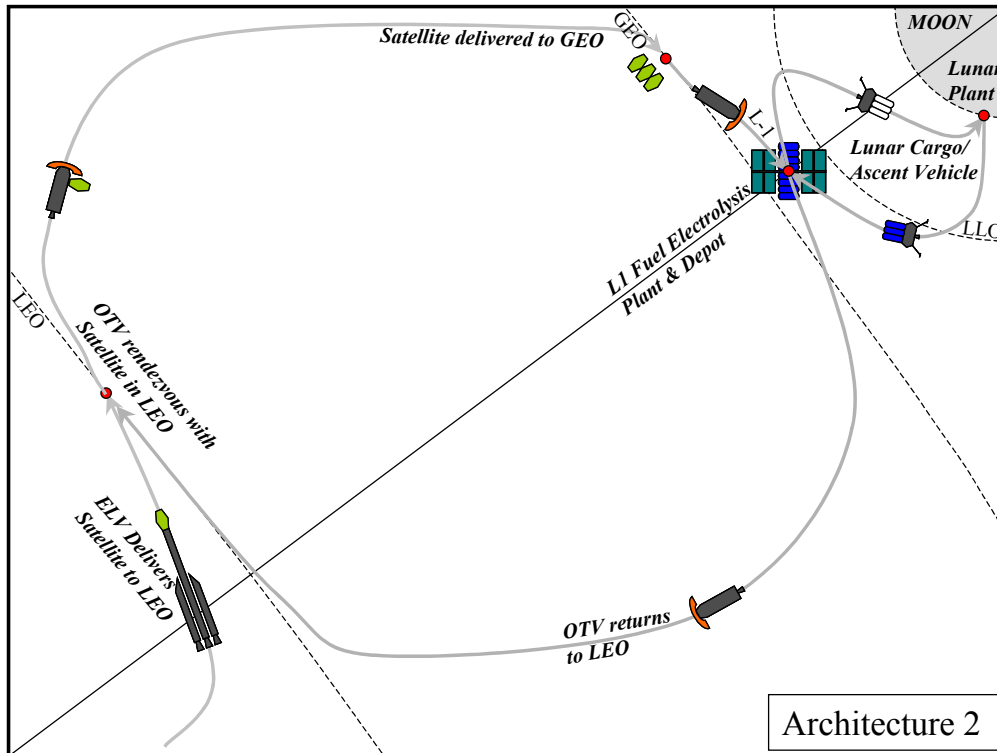 MOON
Lunar
Plant
Satellite delivered to GEO
GEO
L-1
Lunar Cargo/
Ascent Vehicle
LLO
L1 Fuel Electrolysis
Plant & Depot
LEO
OTV rendezvous with
Satellite in LEO
ELV Delivers
Satellite to LEO
OTV returns
to LEO
Architecture 2